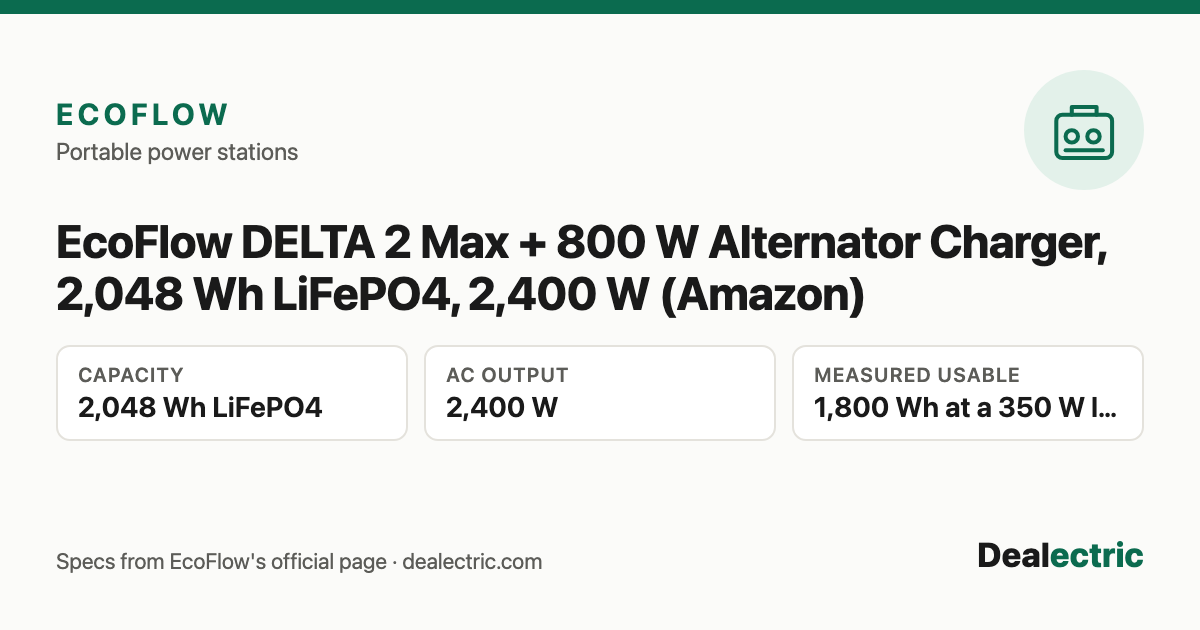 ECOFLOW
Portable power stations
EcoFlow DELTA 2 Max + 800 W Alternator Charger,
2,048 Wh LiFePO4, 2,400 W (Amazon)
CAPACITY
2,048 Wh LiFePO4
AC OUTPUT
2,400 W
MEASURED USABLE
1,800 Wh at a 350 W l...
Specs from EcoFlow's official page · dealectric.com
Dealectric